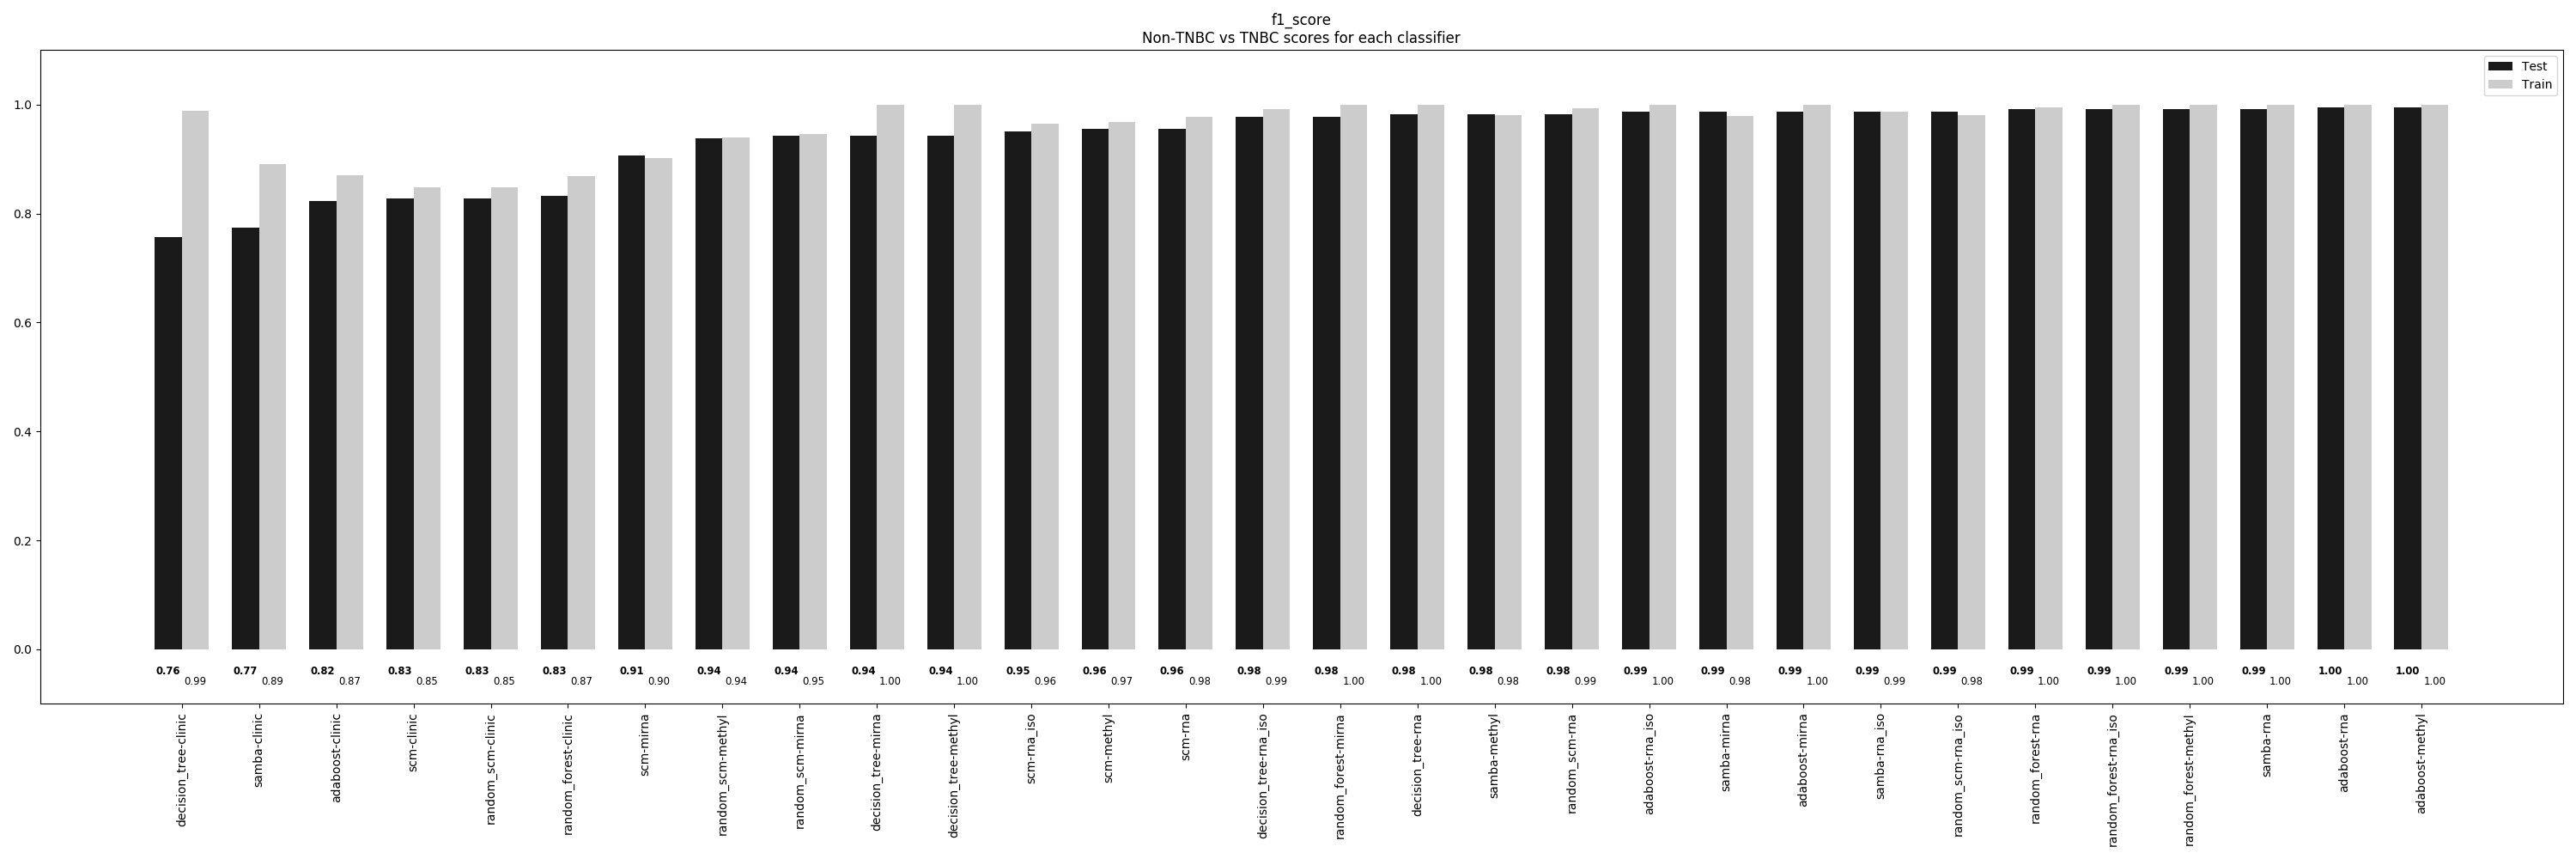 f1_score
Non-TNBC vs TNBC scores for each classifier
Test
Train
1.0
0.8
0.6
0.4
0.2
0.0
0.76 0.77 0.82 0.83 0.83 0.83 0.91 0.94 0.94 0.94 0.94 0.95 0.96 0.96 0.98 0.98 0.98 0.98 0.98 0.99 0.99 0.99 0.99 0.99 0.99 0.99 0.99 0.99 1.00 1.00
0.99 0.89 0.87 0.85 0.85 0.87 0.90 0.94 0.95 1.00 1.00 0.96 0.97 0.98 0.99 1.00 1.00 0.98 0.99 1.00 0.98 1.00 0.99 0.98 1.00 1.00 1.00 1.00 1.00 1.00
decision_tree-clinic
samba-clinic
adaboost-clinic
scm-clinic
random_scm-clinic
random_forest-clinic
scm-mirna
random_scm-methyl
random_scm-mirna
decision_tree-mirna
decision_tree-methyl
scm-rna_iso
scm-methyl
scm-rna
decision_tree-rna_iso
random_forest-mirna
decision_tree-rna
samba-methyl
random_scm-rna
adaboost-rna_iso
samba-mirna
adaboost-mirna
samba-rna_iso
random_scm-rna_iso
random_forest-rna
random_forest-rna_iso
random_forest-methyl
samba-rna
adaboost-rna
adaboost-methyl